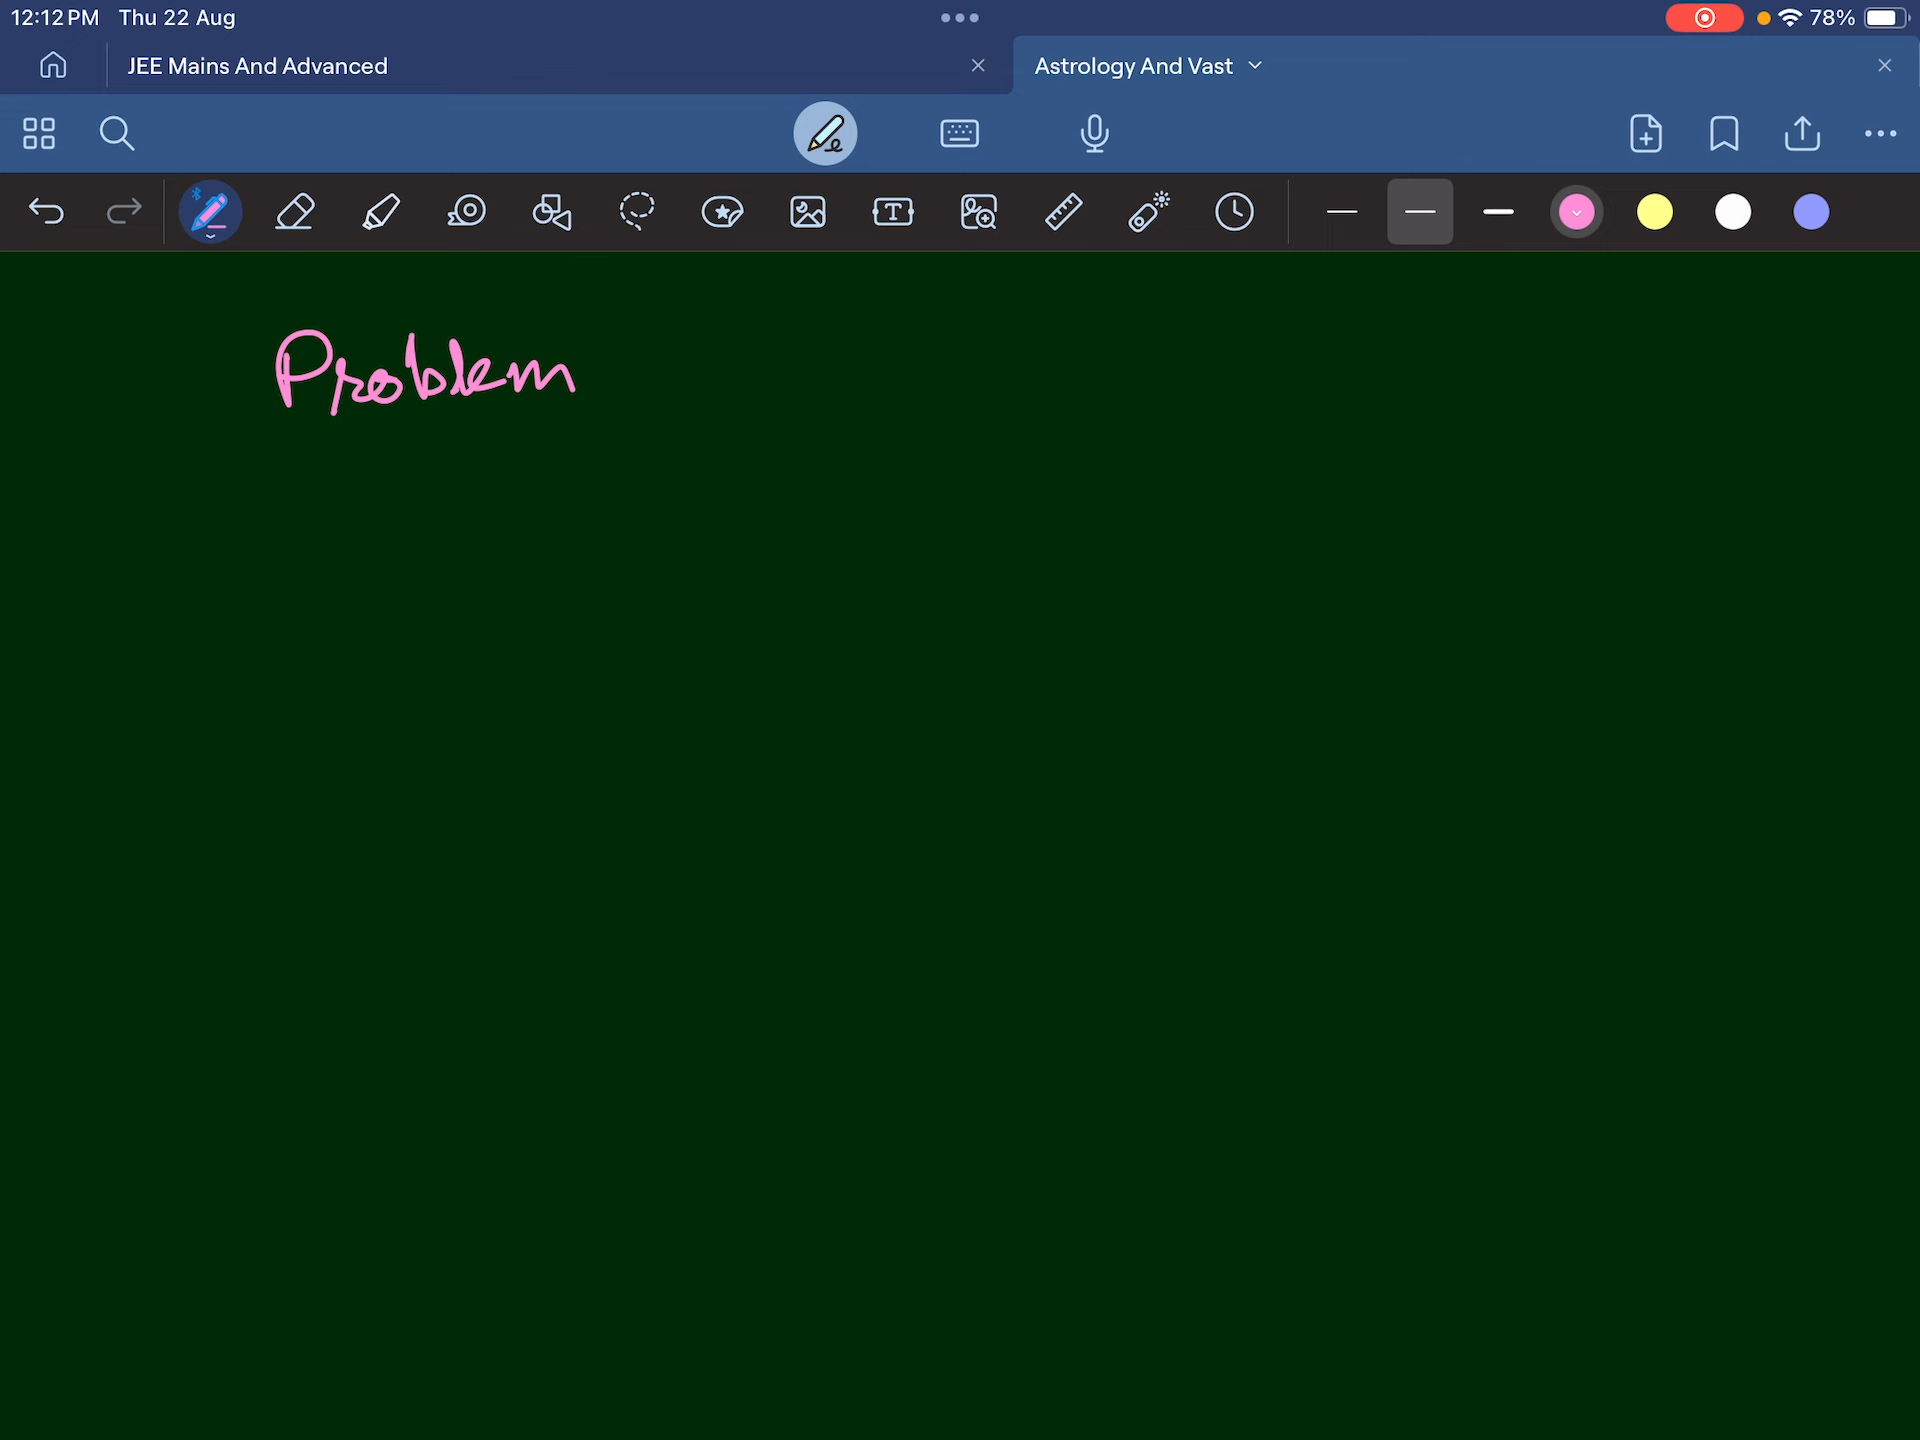 12:12 PM Thu 22 Aug
78%
JEE Mains And Advanced
Astrology And Vast
Problem